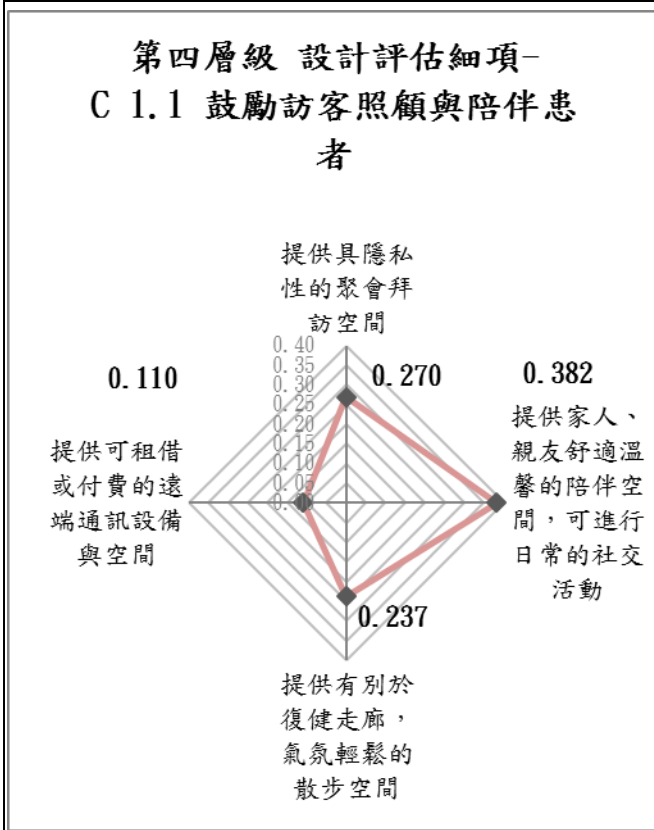 第四層級 設計評估細項-
C 1.1 鼓勵訪客照顧與陪伴患
者
提供具隱私
性的聚會拜
訪空間
0.40
0.35
0.30
0.25
0.20
0.15
0.10
0.05
0.00
0.270
0.382
提供家人、
親友舒適溫
馨的陪伴空
間，可進行
日常的社交
活動
0.237
提供有別於
復健走廊，
氣氛輕鬆的
散步空間
0.110
提供可租借
或付費的遠
端通訊設備
與空間